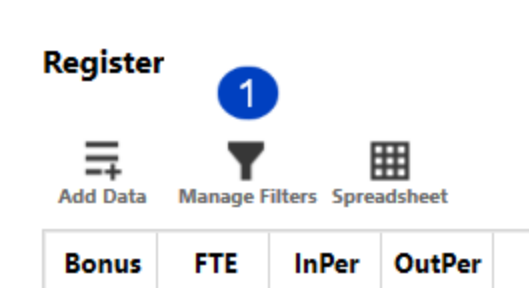 Register
1
Add Data Manage Filters Spreadsheet
Bonus FTE InPer OutPer